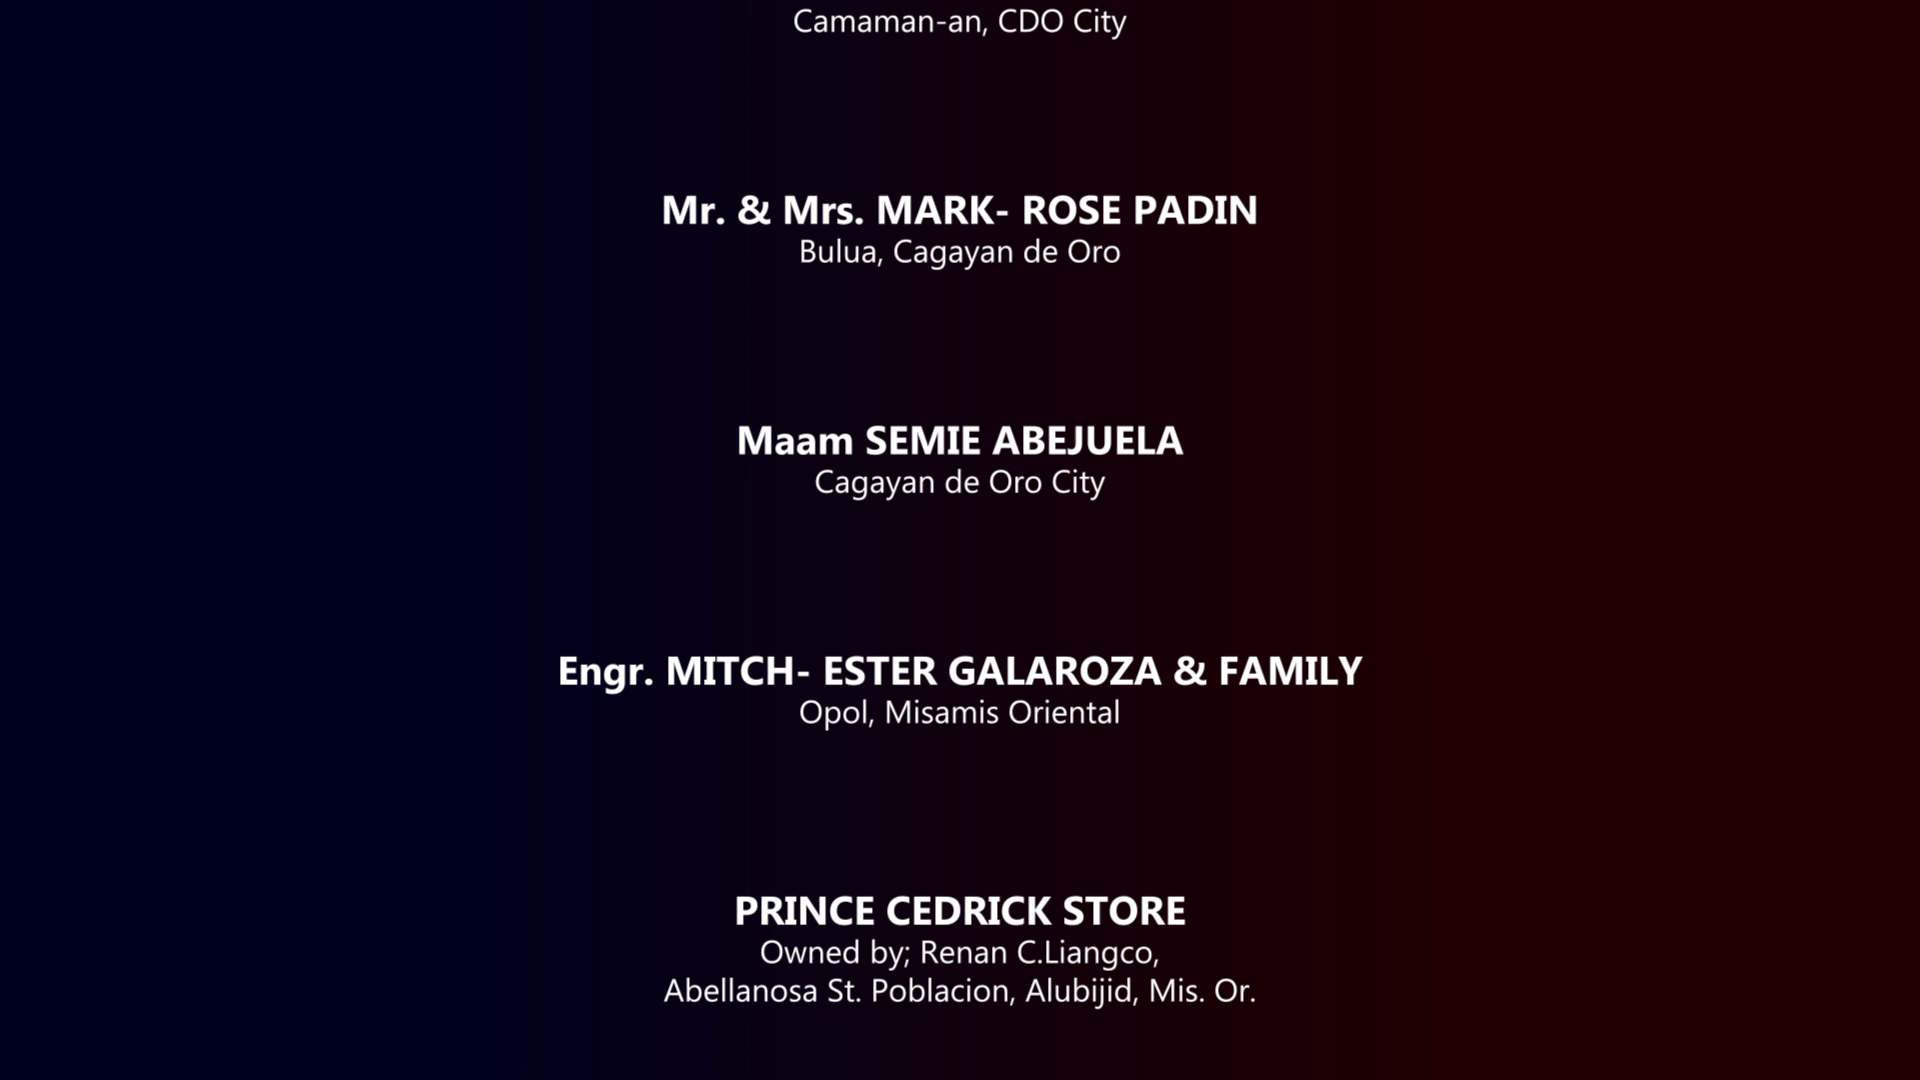 Camaman-an, CDO City
Mr. & Mrs. MARK- ROSE PADIN
Bulua, Cagayan de Oro
Maam SEMIE ABEJUELA
Cagayan de Oro City
Engr. MITCH- ESTER GALAROZA & FAMILY
Opol, Misamis Oriental
PRINCE CEDRICK STORE
Owned by; Renan C.Liangco,
Abellanosa St. Poblacion, Alubijid, Mis. Or.